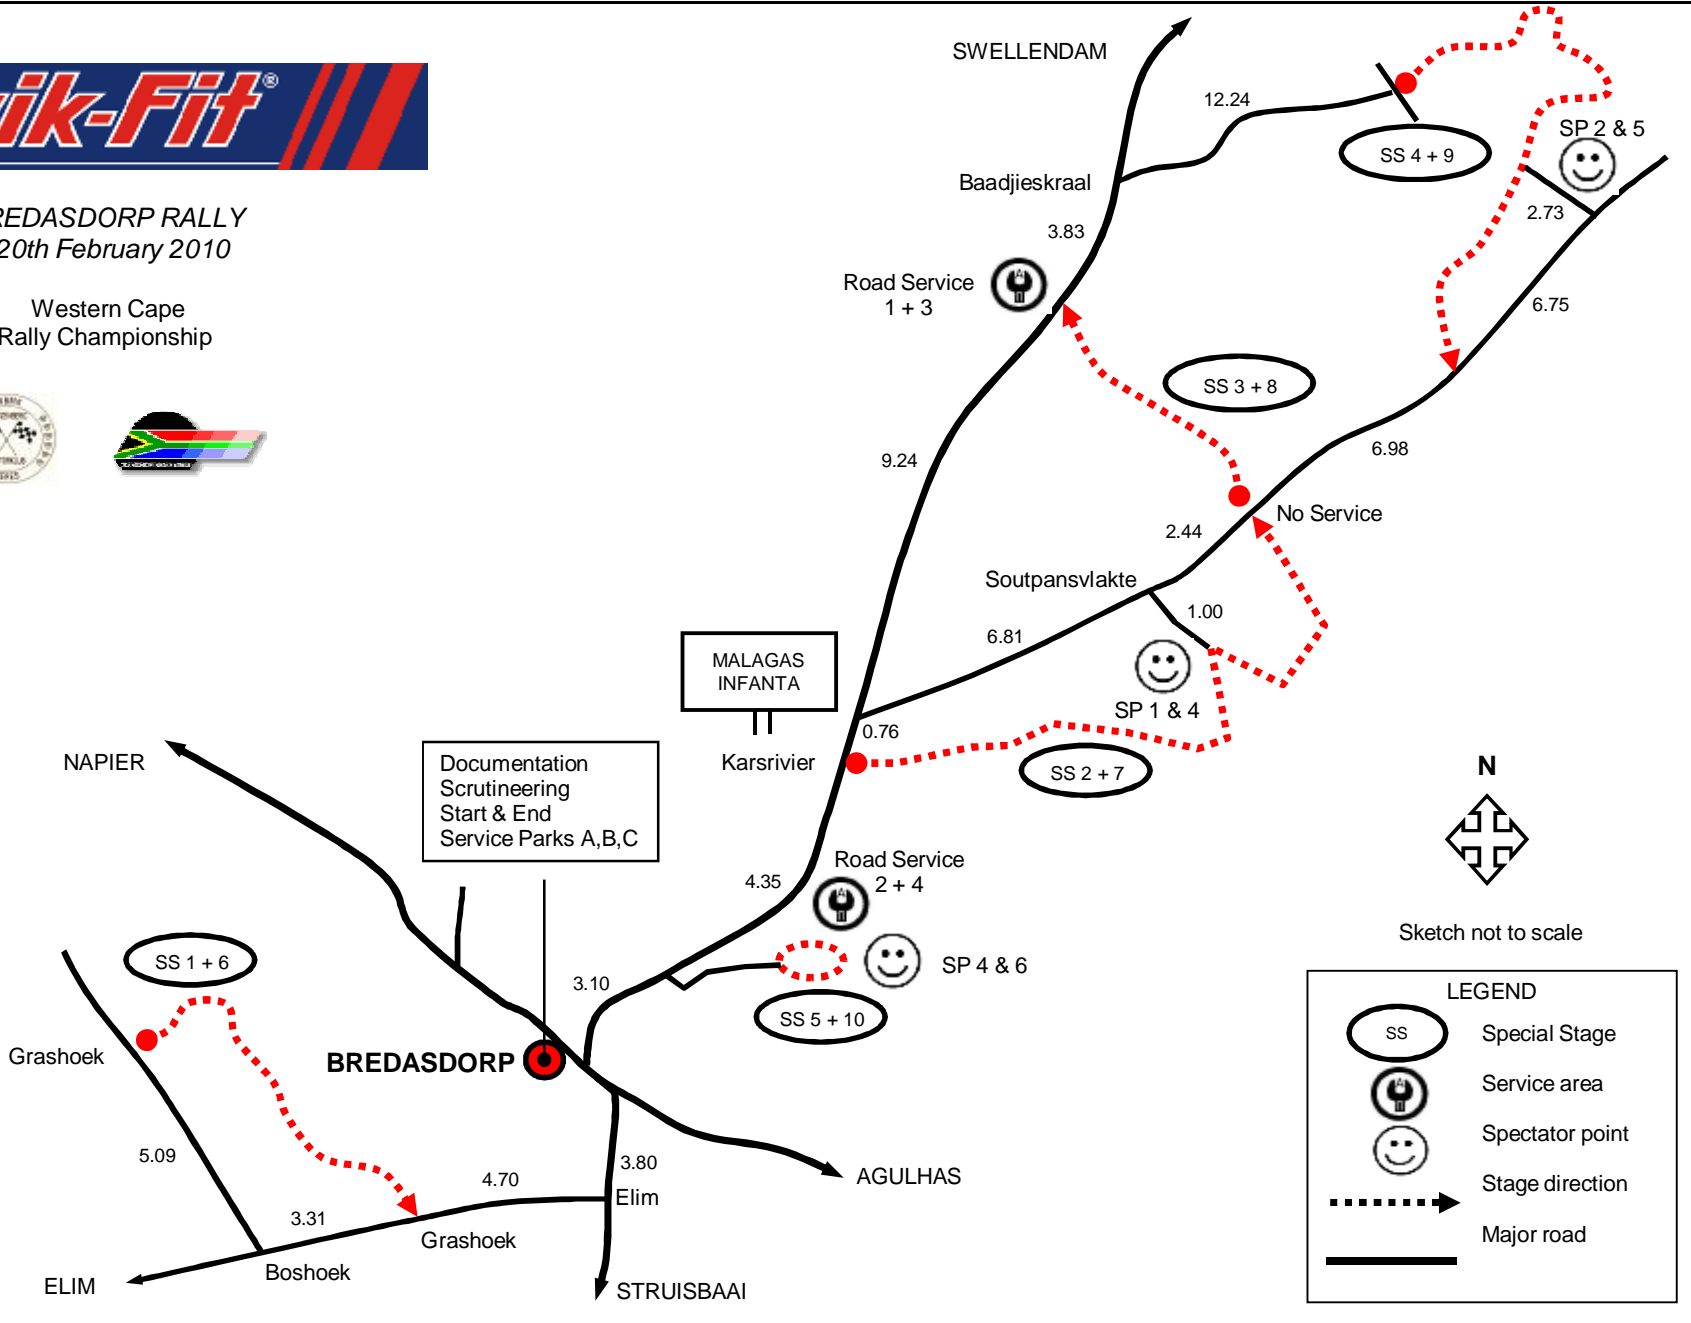 ik-Fit®
REDASDORP RALLY
20th February 2010
Western Cape
Rally Championship
SWELLENDAM
12.24
SS 4 + 9
SP 2 & 5
Baadjieskraal
2.73
3.83
Road Service
1 + 3
6.75
SS 3 + 8
9.24
6.98
No Service
2.44
Soutpansvlakte
1.00
6.81
MALAGAS
INFANTA
SP 1 & 4
0.76
Karsrivier
SS 2 + 7
NAPIER
Documentation
Scrutineering
Start & End
Service Parks A,B,C
N
Road Service
2 + 4
4.35
Sketch not to scale
SS 1 + 6
SP 4 & 6
3.10
SS 5 + 10
Grashoek
BREDASDORP
5.09
3.80
AGULHAS
4.70
Elim
3.31
Grashoek
Boshoek
ELIM
STRUISBAAI
LEGEND
SS
Special Stage
Service area
Spectator point
Stage direction
Major road